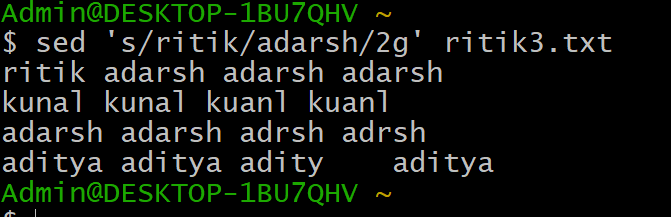 Admin@DESKTOP-1BU7QHV ~
$ sed 's/ritik/adarsh/2g' ritik3.txt
ritik adarsh adarsh adarsh
kunal kunal kuanl kuanl
adarsh adarsh adrsh adrsh
aditya aditya adity    aditya
Admin@DESKTOP-1BU7QHV ~
$